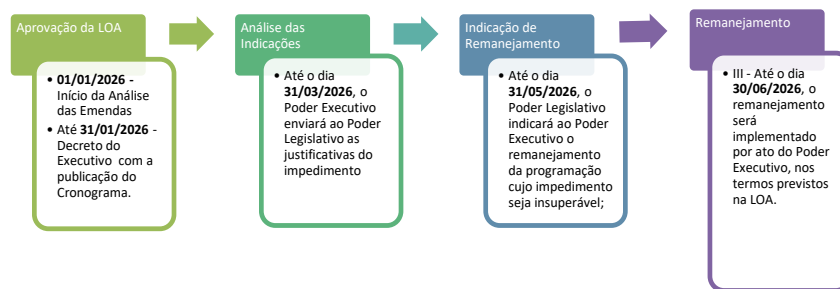 Aprovação da LOA
• 01/01/2026 -
Início da Análise
das Emendas
• Até 31/01/2026 -
Decreto do
Executivo com a
publicação do
Cronograma.
Análise das
Indicações
• Até o dia
31/03/2026, o
Poder Executivo
enviará ao Poder
Legislativo as
justificativas do
impedimento
Indicação de
Remanejamento
• Até o dia
31/05/2026, o
Poder Legislativo
indicará ao Poder
Executivo o
remanejamento
da programação
cujo impedimento
seja insuperável;
Remanejamento
• III - Até o dia
30/06/2026, o
remanejamento
será
implementado
por ato do Poder
Executivo, nos
termos previstos
na LOA.